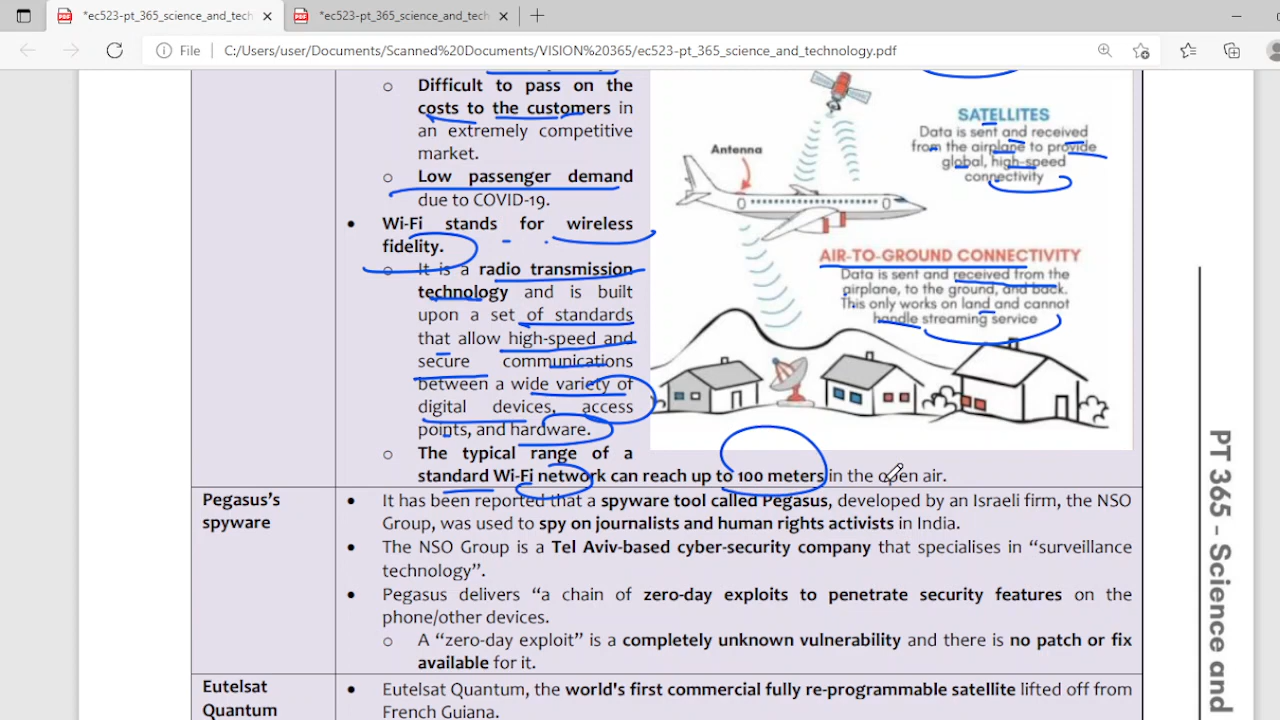 *ec523-pt_365_science_and_tech
*ec523-pt_365_science_and_tech
File
C:/Users/user/Documents/Scanned%20Documents/VISION%20365/ec523-pt_365_science_and_technology.pdf
o Difficult to pass on the
costs to the customers in
an extremely competitive
market.
o Low passenger demand
due to COVID-19.
• Wi-Fi stands for wireless
fidelity.
o It is a radio transmission
technology and is built
upon a set of standards
that allow high-speed and
secure communications
between a wide variety of
digital devices, access
points, and hardware.
o The typical range of a
standard Wi-Fi network can reach up to 100 meters in the open air.
Antenna
SATELLITES
Data is sent and received
from the airplane to provide
global, high-speed
connectivity
AIR-TO-GROUND CONNECTIVITY
Data is sent and received from the
airplane, to the ground, and back.
This only works on land and cannot
handle streaming service
Pegasus's
spyware
• It has been reported that a spyware tool called Pegasus, developed by an Israeli firm, the NSO
Group, was used to spy on journalists and human rights activists in India.
• The NSO Group is a Tel Aviv-based cyber-security company that specialises in “surveillance
technology”.
• Pegasus delivers “a chain of zero-day exploits to penetrate security features on the
phone/other devices.
o A “zero-day exploit” is a completely unknown vulnerability and there is no patch or fix
available for it.
Eutelsat
Quantum
• Eutelsat Quantum, the world's first commercial fully re-programmable satellite lifted off from
French Guiana.
PT 365 - Science and